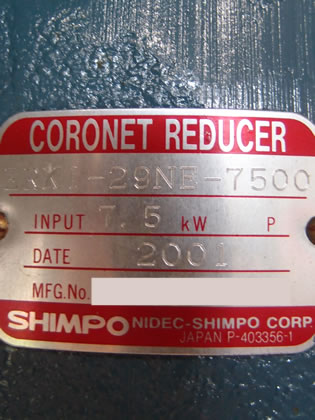 CORONET REDUCER
-29NE-7500
INPUT 7.5 kW P
DATE 2001
MFG.No.
SHIMPO NIDEC-SHIMPO CORP.
JAPAN P-403356-1